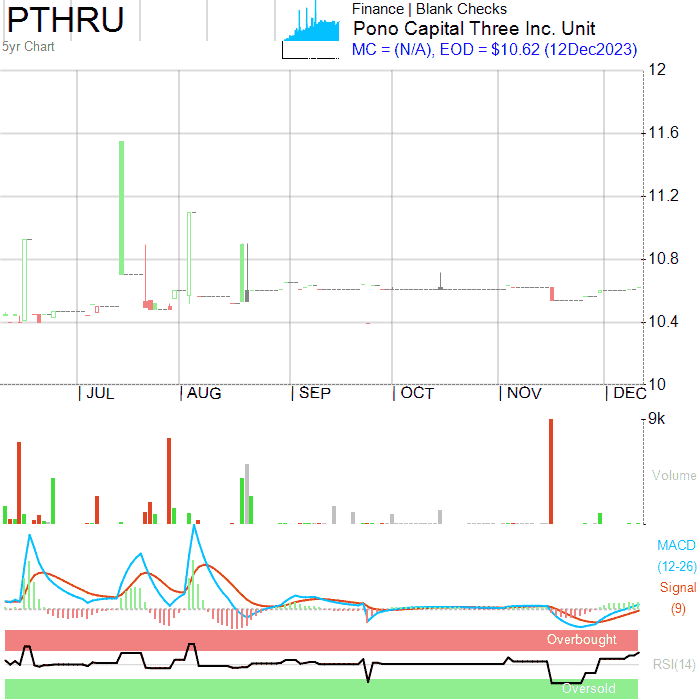 PTHRU
5yr Chart
Finance | Blank Checks
Pono Capital Three Inc. Unit
MC = (N/A), EOD = $10.62 (12Dec2023)
12
11.6
11.2
10.8
10.4
10
| JUL | AUG | SEP | OCT | NOV | DEC
9k
Volume
MACD
(12-26)
Signal
(9)
Overbought
RSI(14)
Oversold